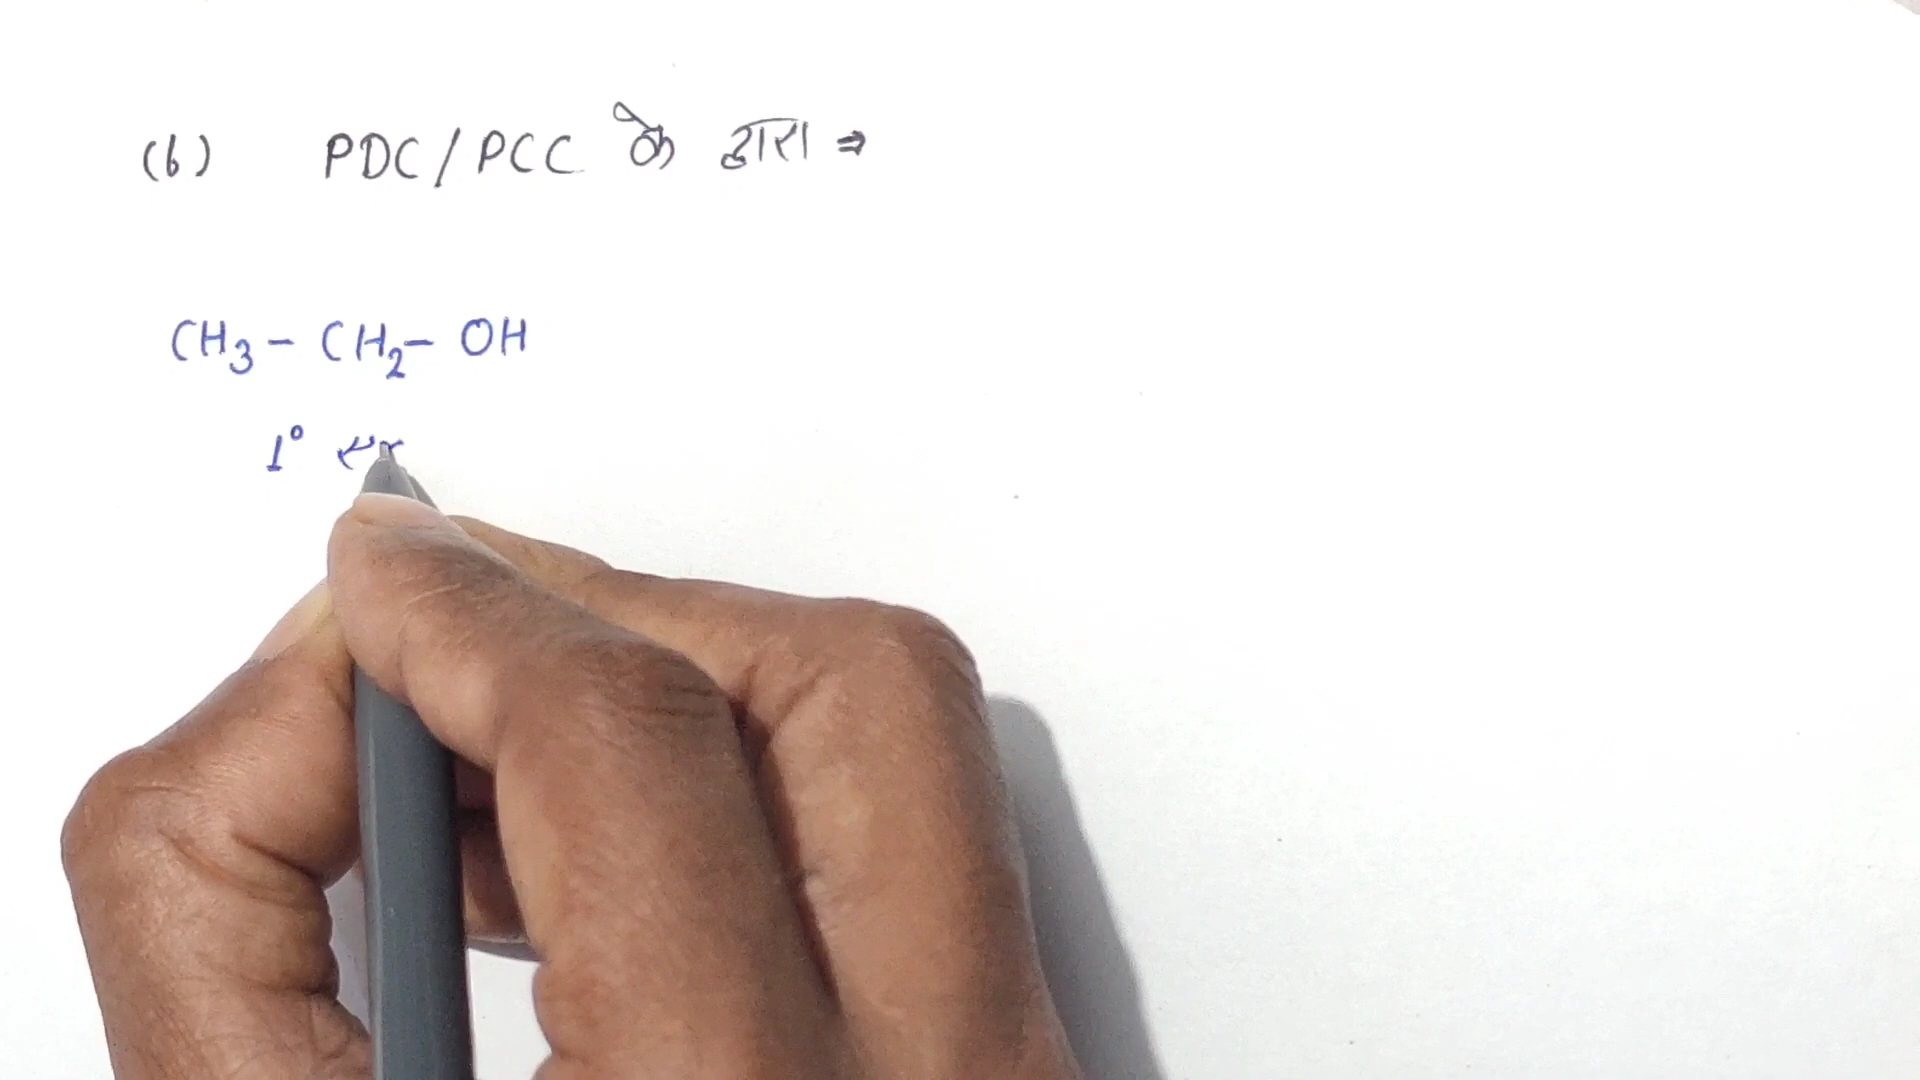 (b) PDC/PCC के द्वारा ⇒
CH₃ - CH₂ - OH
1°